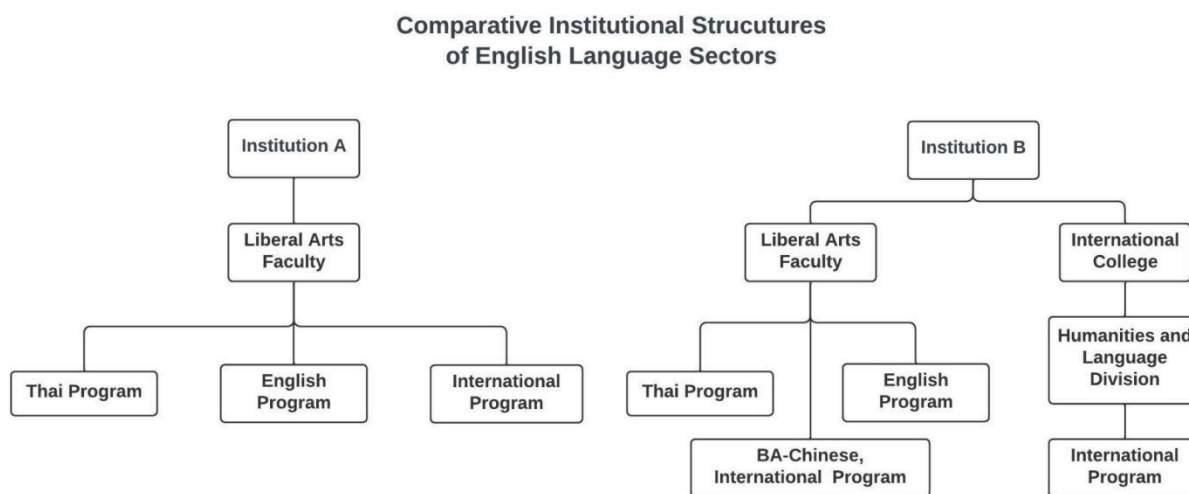 Comparative Institutional Strucutures
of English Language Sectors
Institution A
Institution B
Liberal Arts
Faculty
Liberal Arts
Faculty
International
College
Humanities and
Language
Division
Thai Program
English
Program
International
Program
Thai Program
English
Program
BA-Chinese,
International Program
International
Program